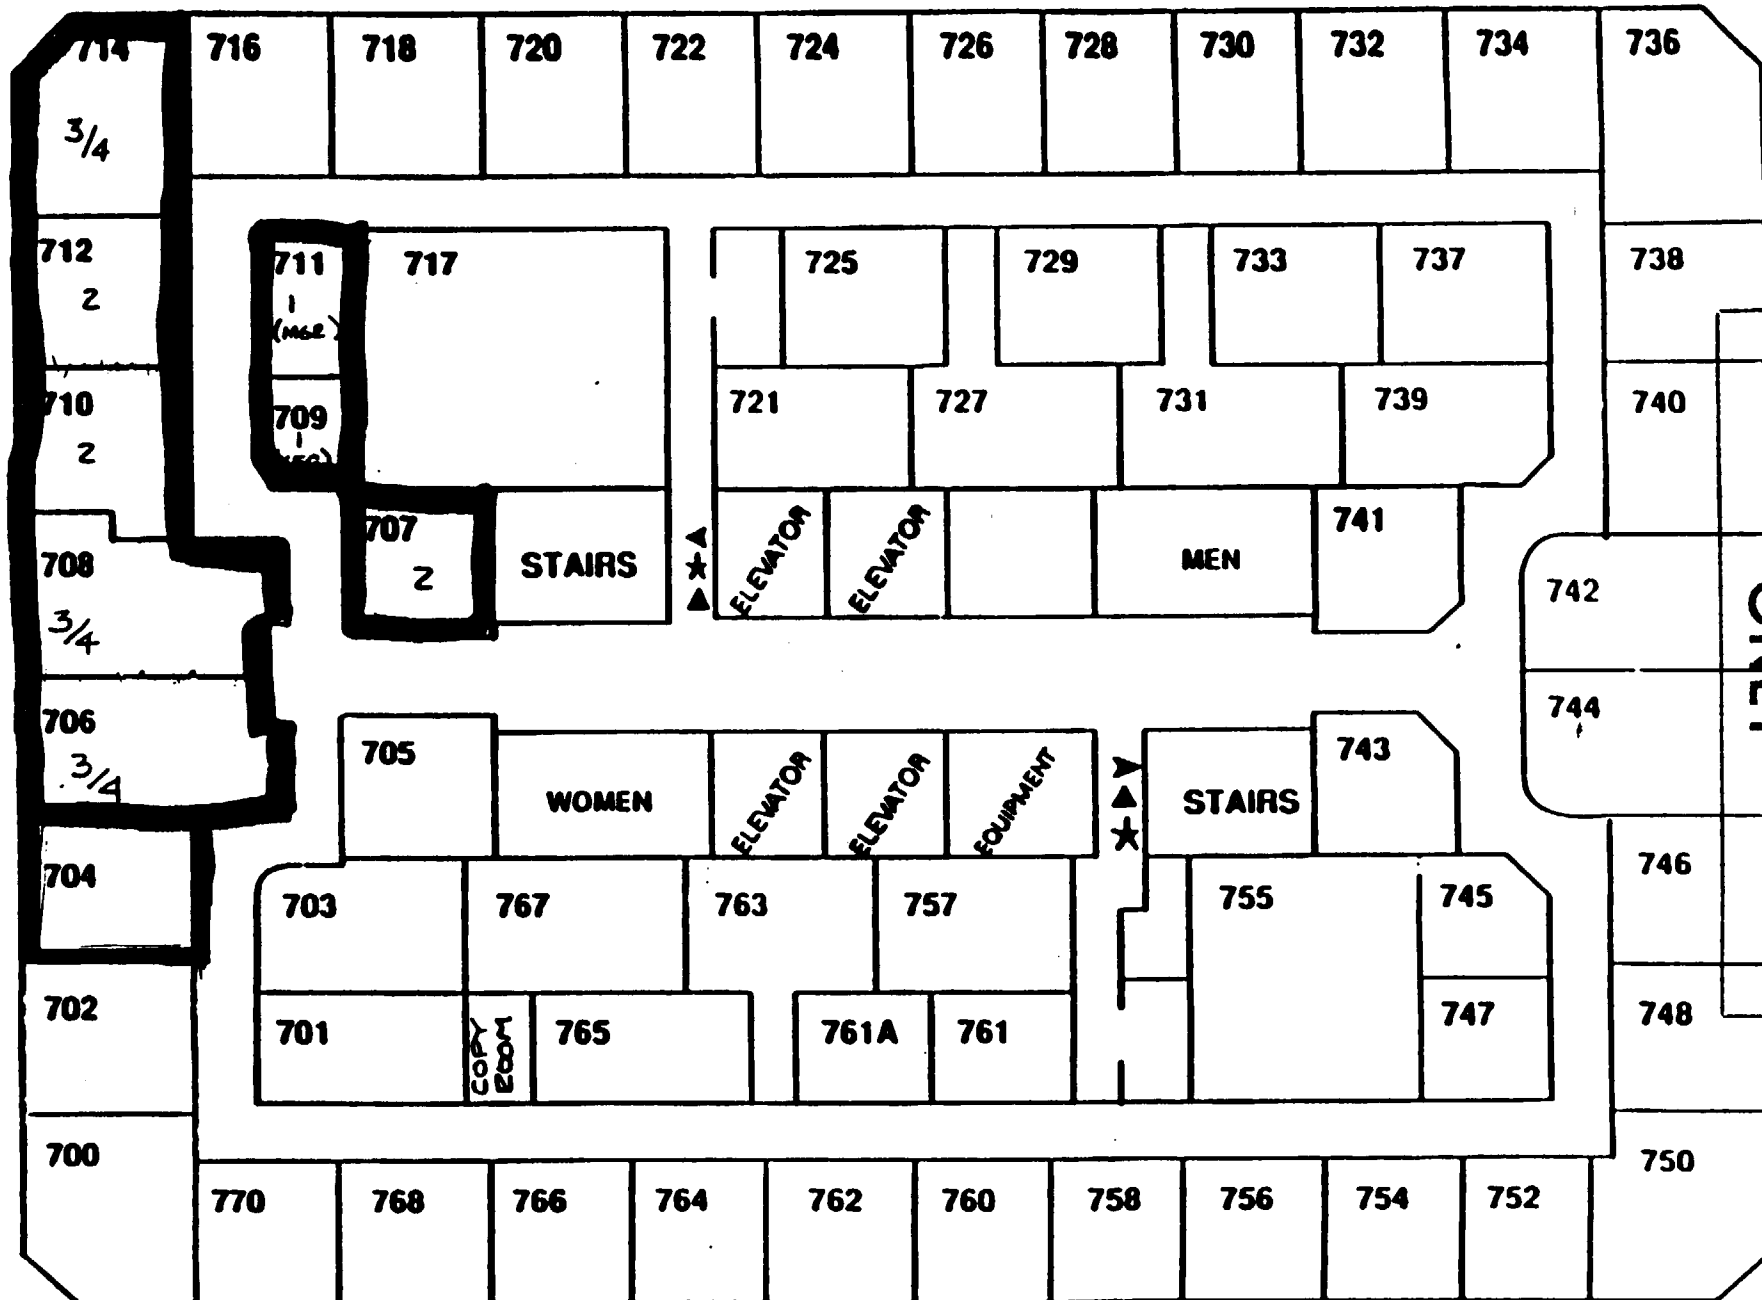 714 716 718 720 722 724 726 728 730 732 734 736
3/4
712 711 717 725 729 733 737 738
2 1
(MGR)
710 709 721 727 731 739 740
2 1
708 707 STAIRS ELEVATOR ELEVATOR MEN 741 742
3/4 2
706 705 WOMEN ELEVATOR ELEVATOR EQUIPMENT STAIRS 743 744
3/4
704 703 767 763 757 755 745 746
702 701 COPY ROOM 765 761A 761 747 748
700 750
770 768 766 764 762 760 758 756 754 752